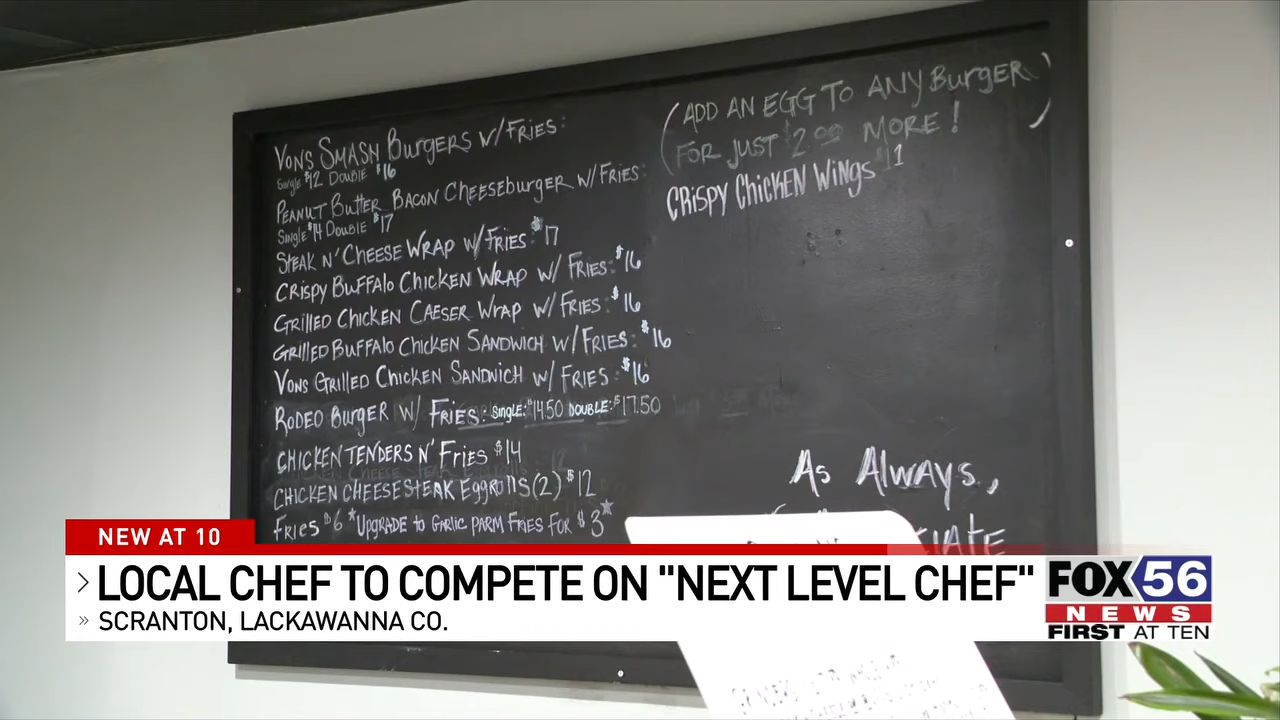 VONS SMASH BURGERS W/FRIES:
Single $12 Double $16
PEANUT BUTTER BACON CHEESEBURGER W/FRIES:
Single $14 Double $17
STEAK N' CHEESE WRAP W/FRIES $17
CRISPY BUFFALO CHICKEN WRAP W/ FRIES: $16
GRILLED CHICKEN CAESER WRAP W/ FRIES: $16
GRILLED BUFFALO CHICKEN SANDWICH W/ FRIES: $16
VONS GRILLED CHICKEN SANDWICH W/ FRIES: $16
RODEO BURGER W/ FRIES: SINGLE: $14.50 DOUBLE: $17.50
CHICKEN TENDERS N' FRIES $14
CHICKEN CHEESESTEAK EGGROLLS (2) $12
FRIES $6 *UPGRADE TO GARLIC PARM FRIES FOR $3*
(ADD AN EGG TO ANY BURGER
FOR JUST $2.00 MORE!)
CRISPY CHICKEN WINGS
AS ALWAYS,
NEW AT 10
LOCAL CHEF TO COMPETE ON "NEXT LEVEL CHEF"
SCRANTON, LACKAWANNA CO.
FOX 56
NEWS
FIRST AT TEN